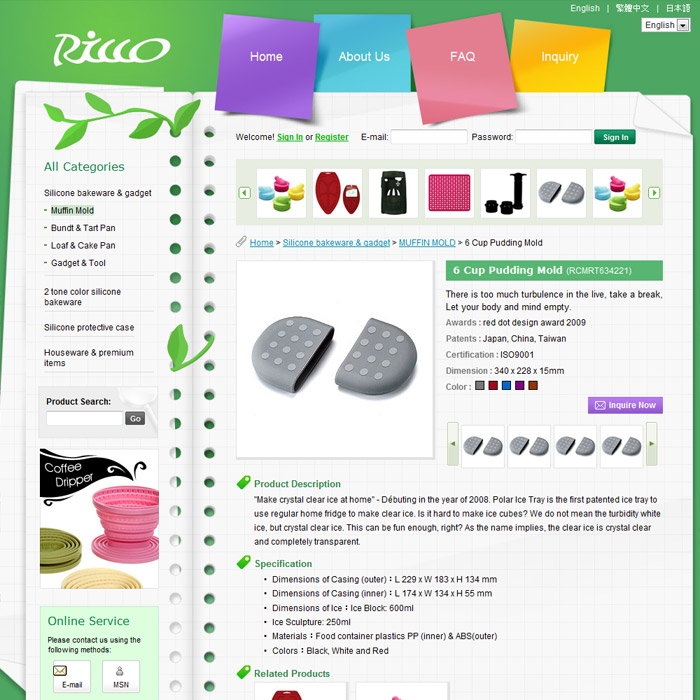 English | 繁體中文 | 日本語
English
Ricco
Home
About Us
FAQ
Inquiry
Welcome! Sign In or Register E-mail: Password: Sign In
All Categories
Silicone bakeware & gadget
- Muffin Mold
- Bundt & Tart Pan
- Loaf & Cake Pan
- Gadget & Tool
2 tone color silicone
bakeware
Silicone protective case
Houseware & premium
items
Product Search:
Go
Coffee
Dripper
Online Service
Please contact us using the
following methods:
E-mail
MSN
Home > Silicone bakeware & gadget > MUFFIN MOLD > 6 Cup Pudding Mold
6 Cup Pudding Mold (RCMRT634221)
There is too much turbulence in the live, take a break,
Let your body and mind empty.
Awards : red dot design award 2009
Patents : Japan, China, Taiwan
Certification : ISO9001
Dimension : 340 x 228 x 15mm
Color :
Inquire Now
Product Description
"Make crystal clear ice at home" - Débuting in the year of 2008. Polar Ice Tray is the first patented ice tray to
use regular home fridge to make clear ice. Is it hard to make ice cubes? We do not mean the turbidity white
ice, but crystal clear ice. This can be fun enough, right? As the name implies, the clear ice is crystal clear
and completely transparent.
Specification
• Dimensions of Casing (outer)：L 229 x W 183 x H 134 mm
• Dimensions of Casing (inner)：L 174 x W 134 x H 55 mm
• Dimensions of Ice：Ice Block: 600ml
• Ice Sculpture: 250ml
• Materials：Food container plastics PP (inner) & ABS(outer)
• Colors：Black, White and Red
Related Products